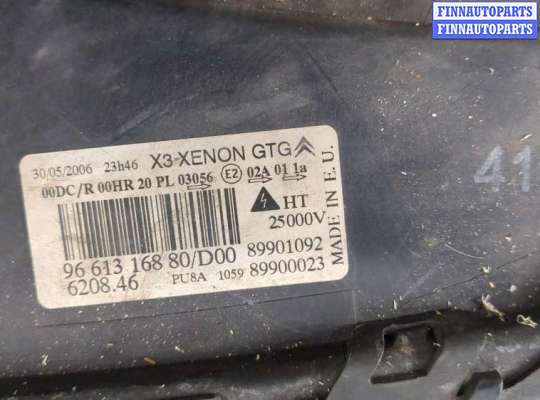 FINNAUTOPARTS
FINNAUTOPARTS
30/05/2006 23h46 X3-XENON GTG
00DC/R 00HR 20 PL 03056 E2 02A 01 1a
HT
25000V
MADE IN E.U.
96 613 168 80/D00 89901092
6208.46 PU8A 1059 89900023
41